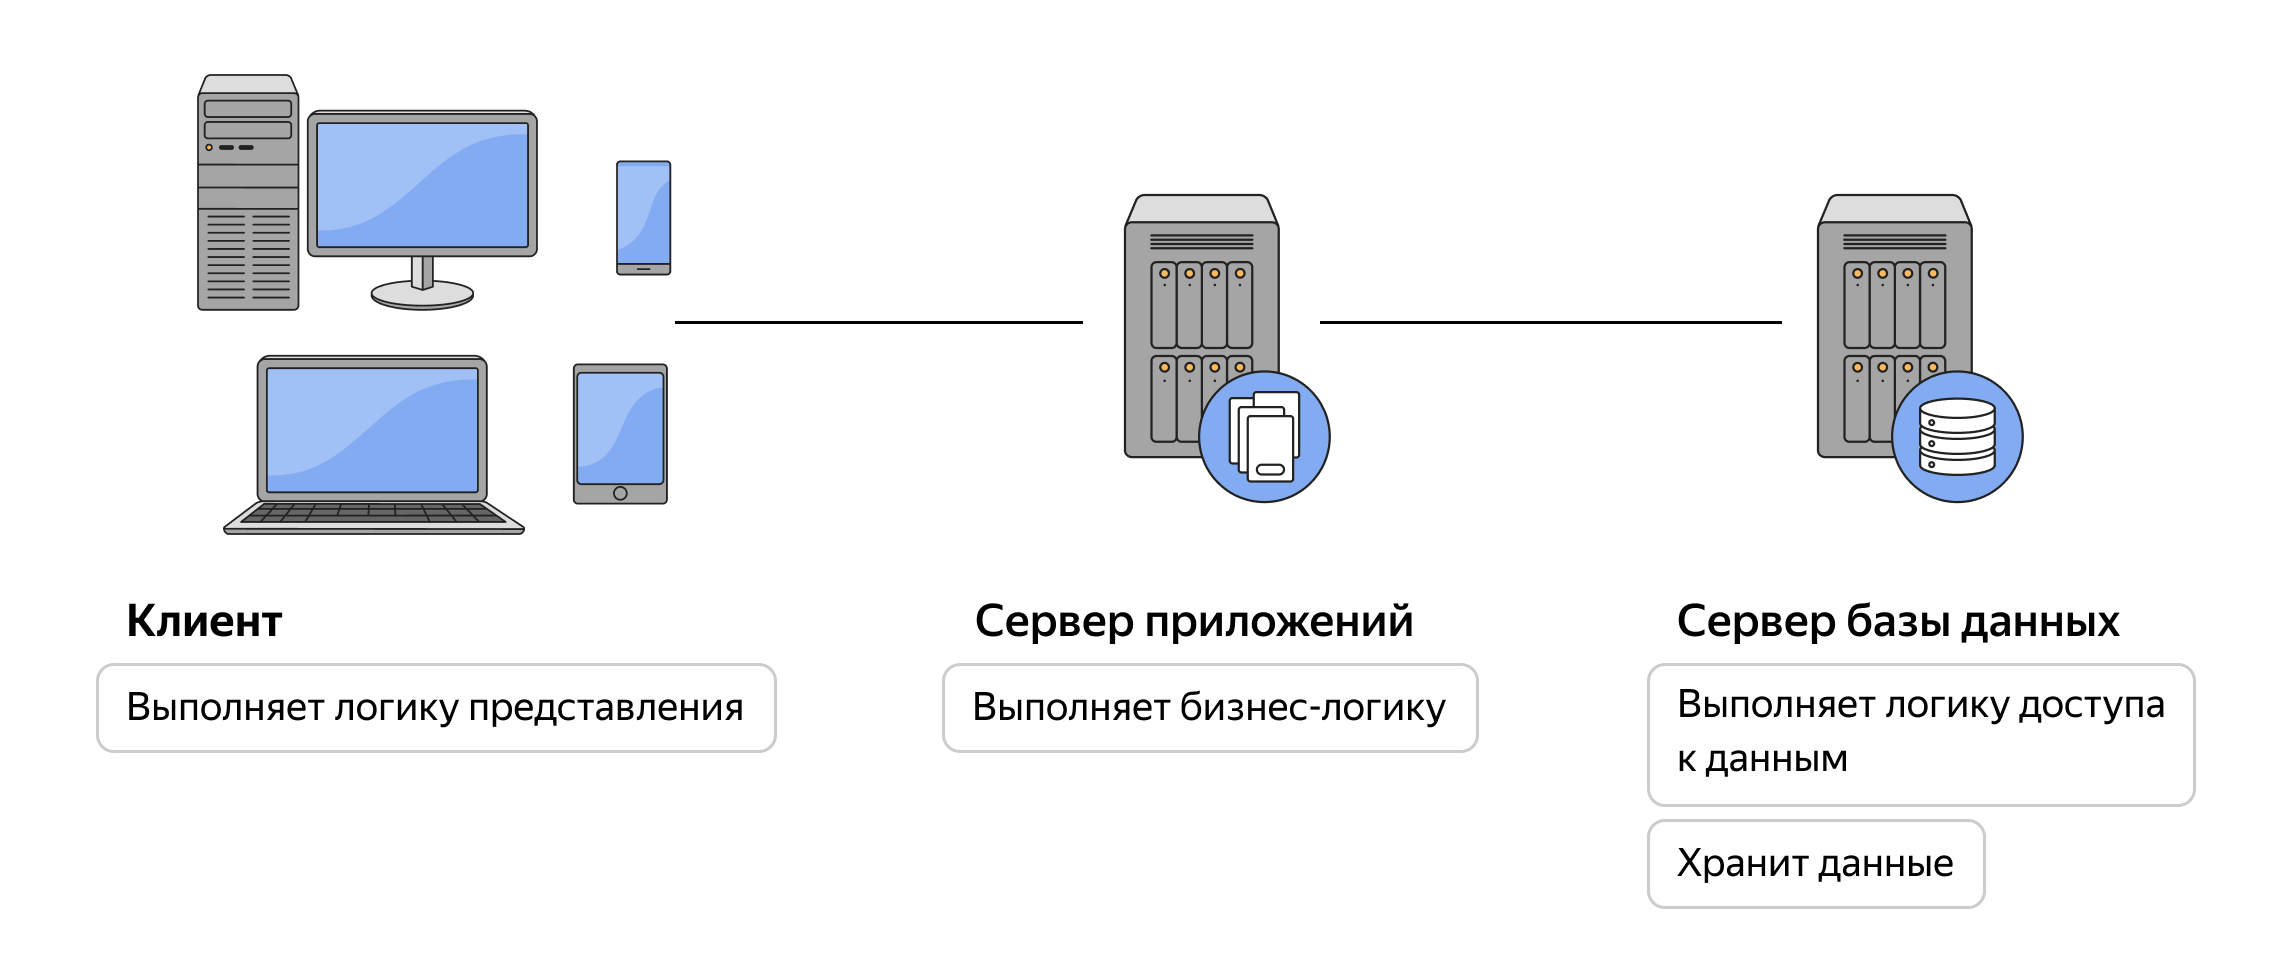 Клиент
Выполняет логику представления
Сервер приложений
Выполняет бизнес-логику
Сервер базы данных
Выполняет логику доступа
к данным
Хранит данные